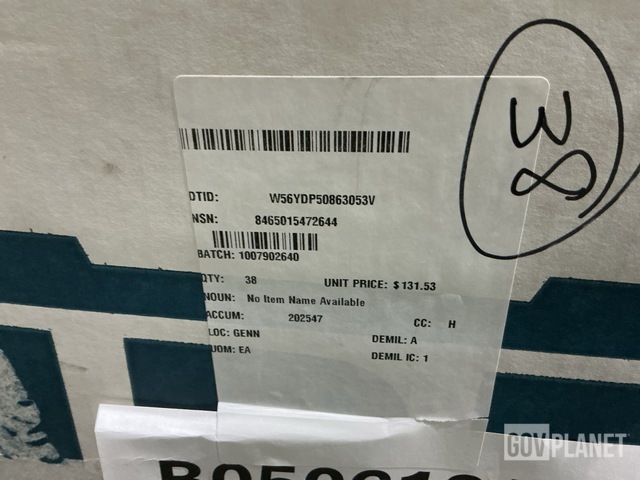 38
DTID: W56YDP50863053V
NSN: 8465015472644
BATCH: 1007902640
QTY: 38 UNIT PRICE: $131.53
NOUN: No Item Name Available
ACCUM: 202547 CC: H
LOC: GENN DEMIL: A
UOM: EA DEMIL IC: 1
GOVPLANET